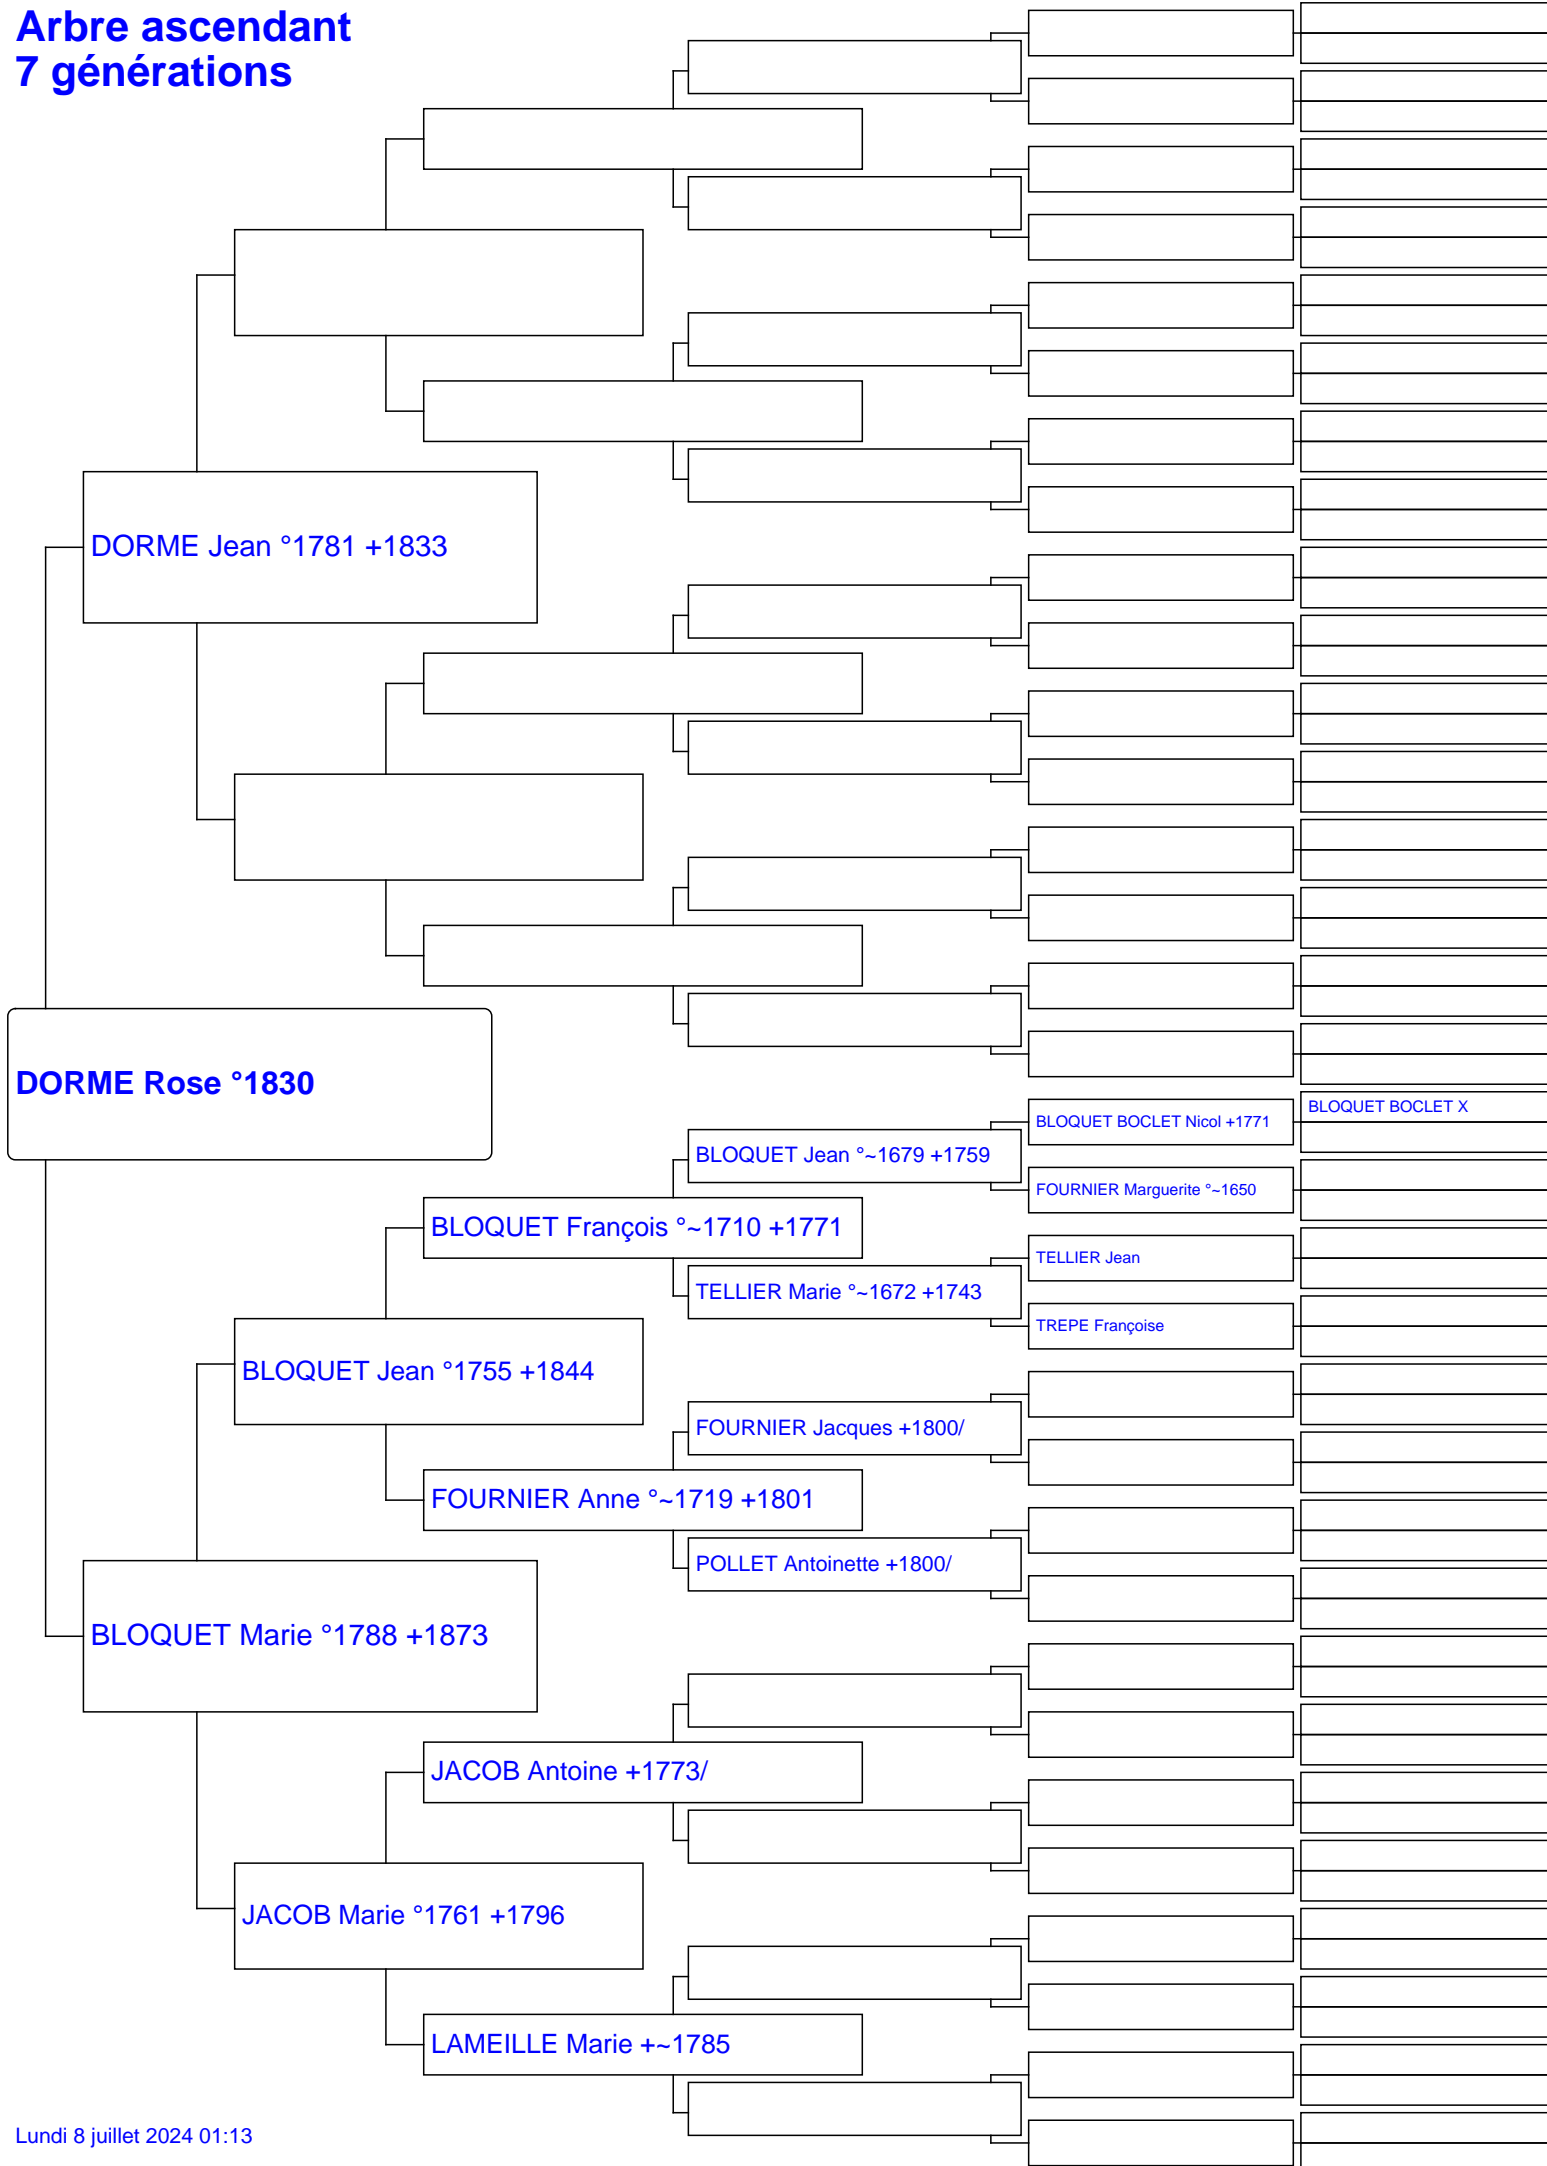 Arbre ascendant
7 générations
DORME Jean °1781 +1833
DORME Rose °1830
BLOQUET BOCLET X
BLOQUET BOCLET Nicol +1771
BLOQUET Jean °~1679 +1759
FOURNIER Marguerite °~1650
BLOQUET François °~1710 +1771
TELLIER Jean
TELLIER Marie °~1672 +1743
TREPE Françoise
BLOQUET Jean °1755 +1844
FOURNIER Jacques +1800/
FOURNIER Anne °~1719 +1801
POLLET Antoinette +1800/
BLOQUET Marie °1788 +1873
JACOB Antoine +1773/
JACOB Marie °1761 +1796
LAMEILLE Marie +~1785
Lundi 8 juillet 2024 01:13